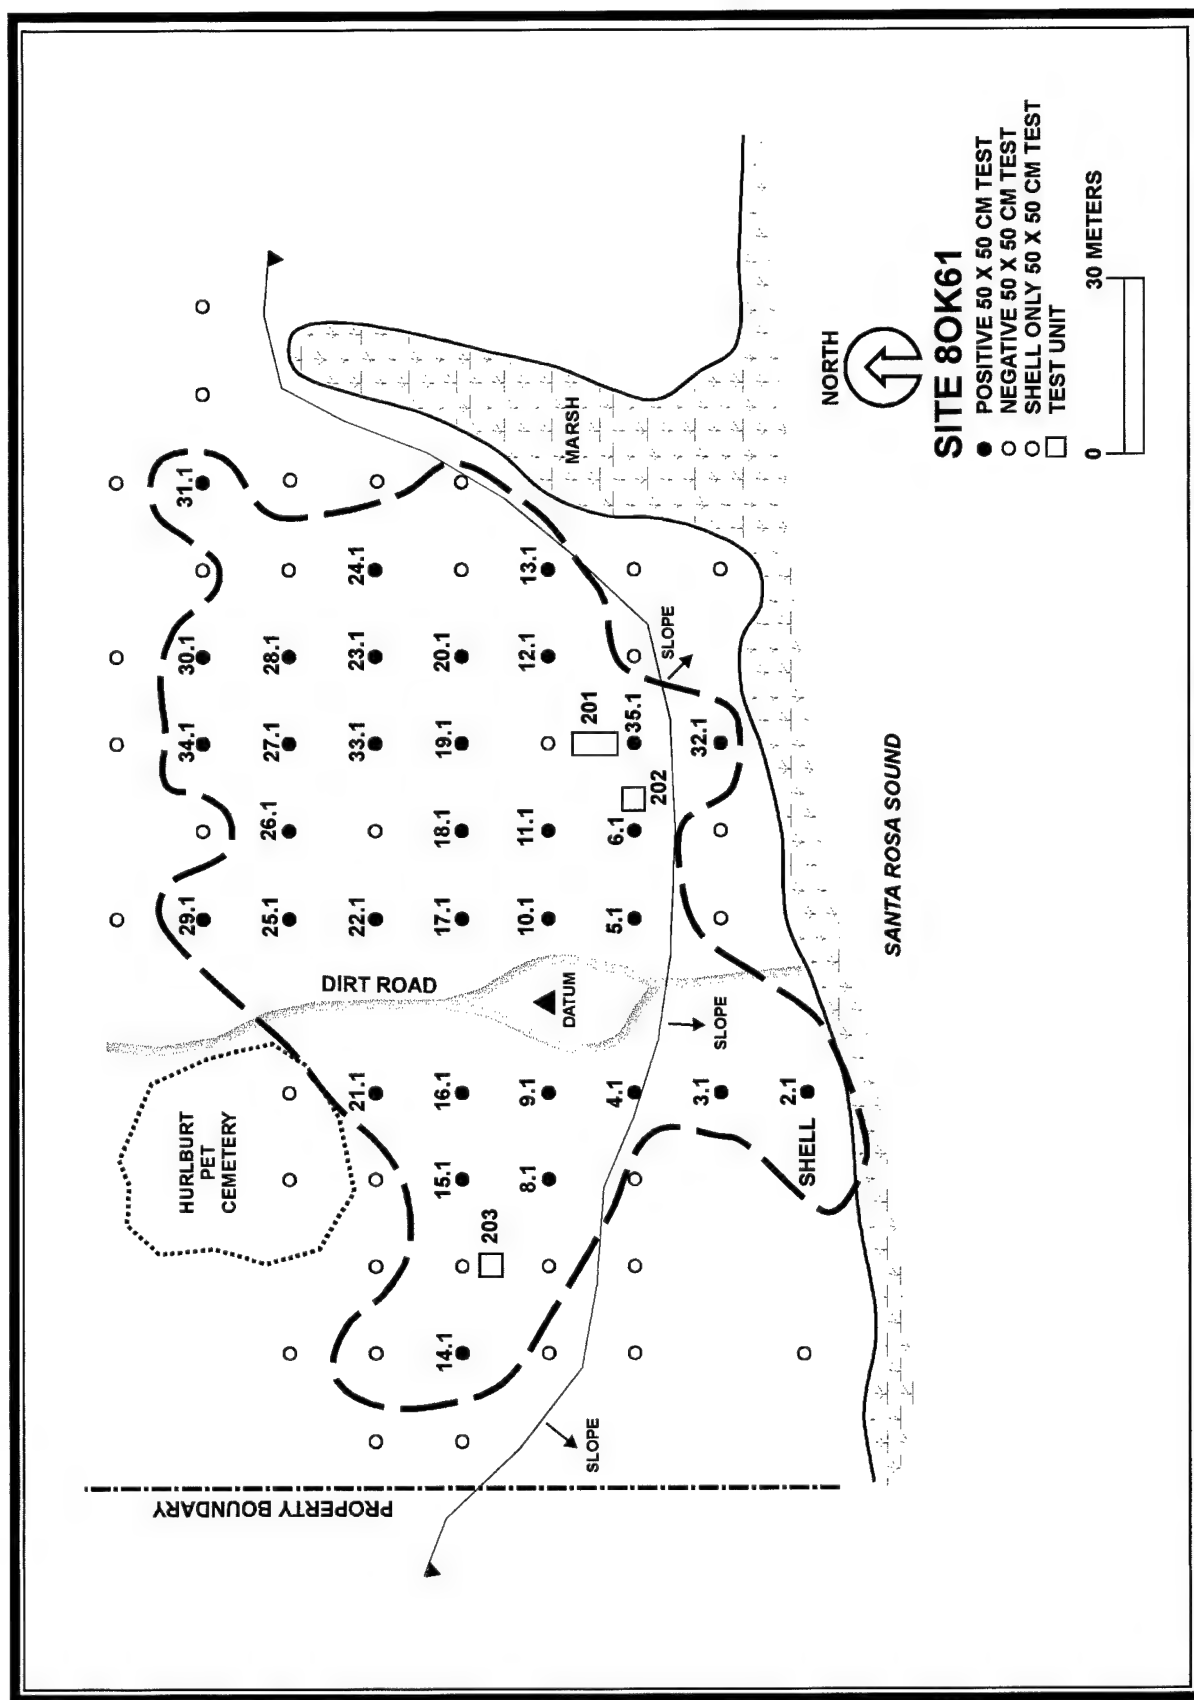 PROPERTY BOUNDARY
HURLBURT
PET
CEMETERY
29.1
34.1
30.1
31.1
25.1
26.1
27.1
28.1
DIRT ROAD
21.1
22.1
33.1
23.1
24.1
14.1
15.1
16.1
17.1
18.1
19.1
20.1
203
8.1
9.1
10.1
11.1
12.1
13.1
DATUM
MARSH
SLOPE
201
4.1
5.1
6.1
35.1
202
SLOPE
3.1
SLOPE
32.1
2.1
SHELL
SANTA ROSA SOUND
NORTH
SITE 8OK61
POSITIVE 50 X 50 CM TEST
NEGATIVE 50 X 50 CM TEST
SHELL ONLY 50 X 50 CM TEST
TEST UNIT
0 30 METERS